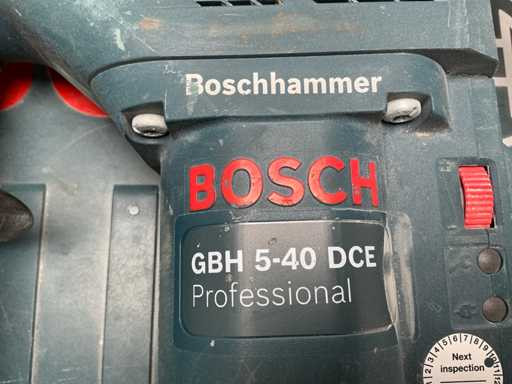 Boschhammer
BOSCH
GBH 5-40 DCE
Professional
Next
inspection